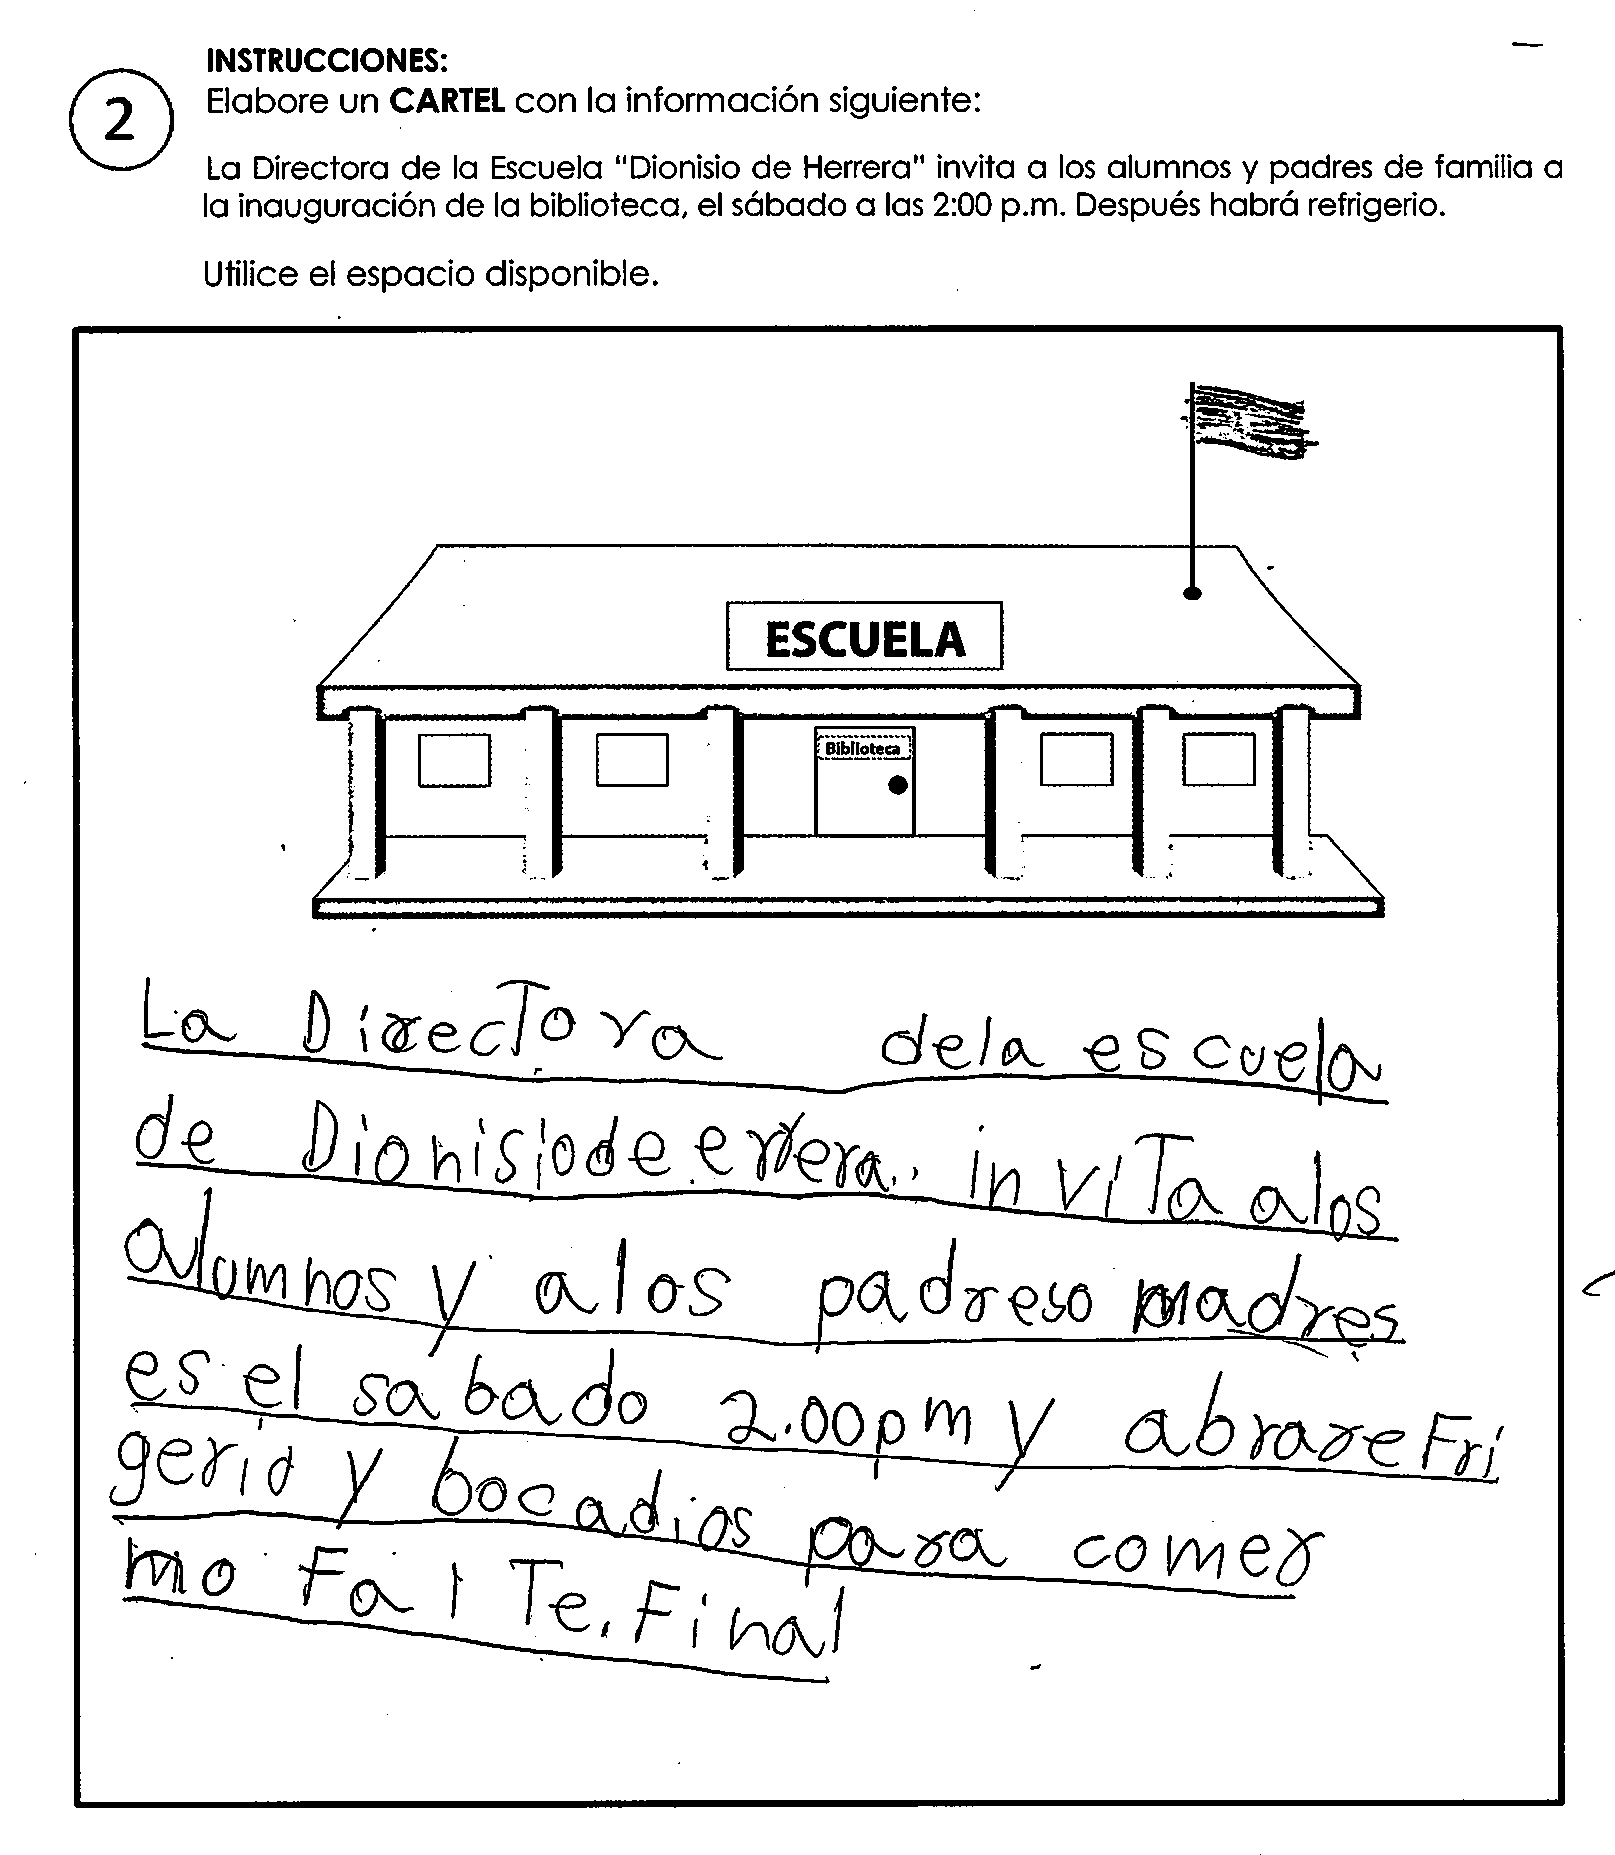 INSTRUCCIONES:
2
Elabore un CARTEL con la información siguiente:
La Directora de la Escuela "Dionisio de Herrera" invita a los alumnos y padres de familia a
la inauguración de la biblioteca, el sábado a las 2:00 p.m. Después habrá refrigerio.
Utilice el espacio disponible.
ESCUELA
Biblioteca
La Directora dela escuela
de Dionisiode errera. invita alos
alumnos y alos padreso madres
es el sabado 2.00pm y abrarefri
gerio y bocadios para comer
mo Falte. Final